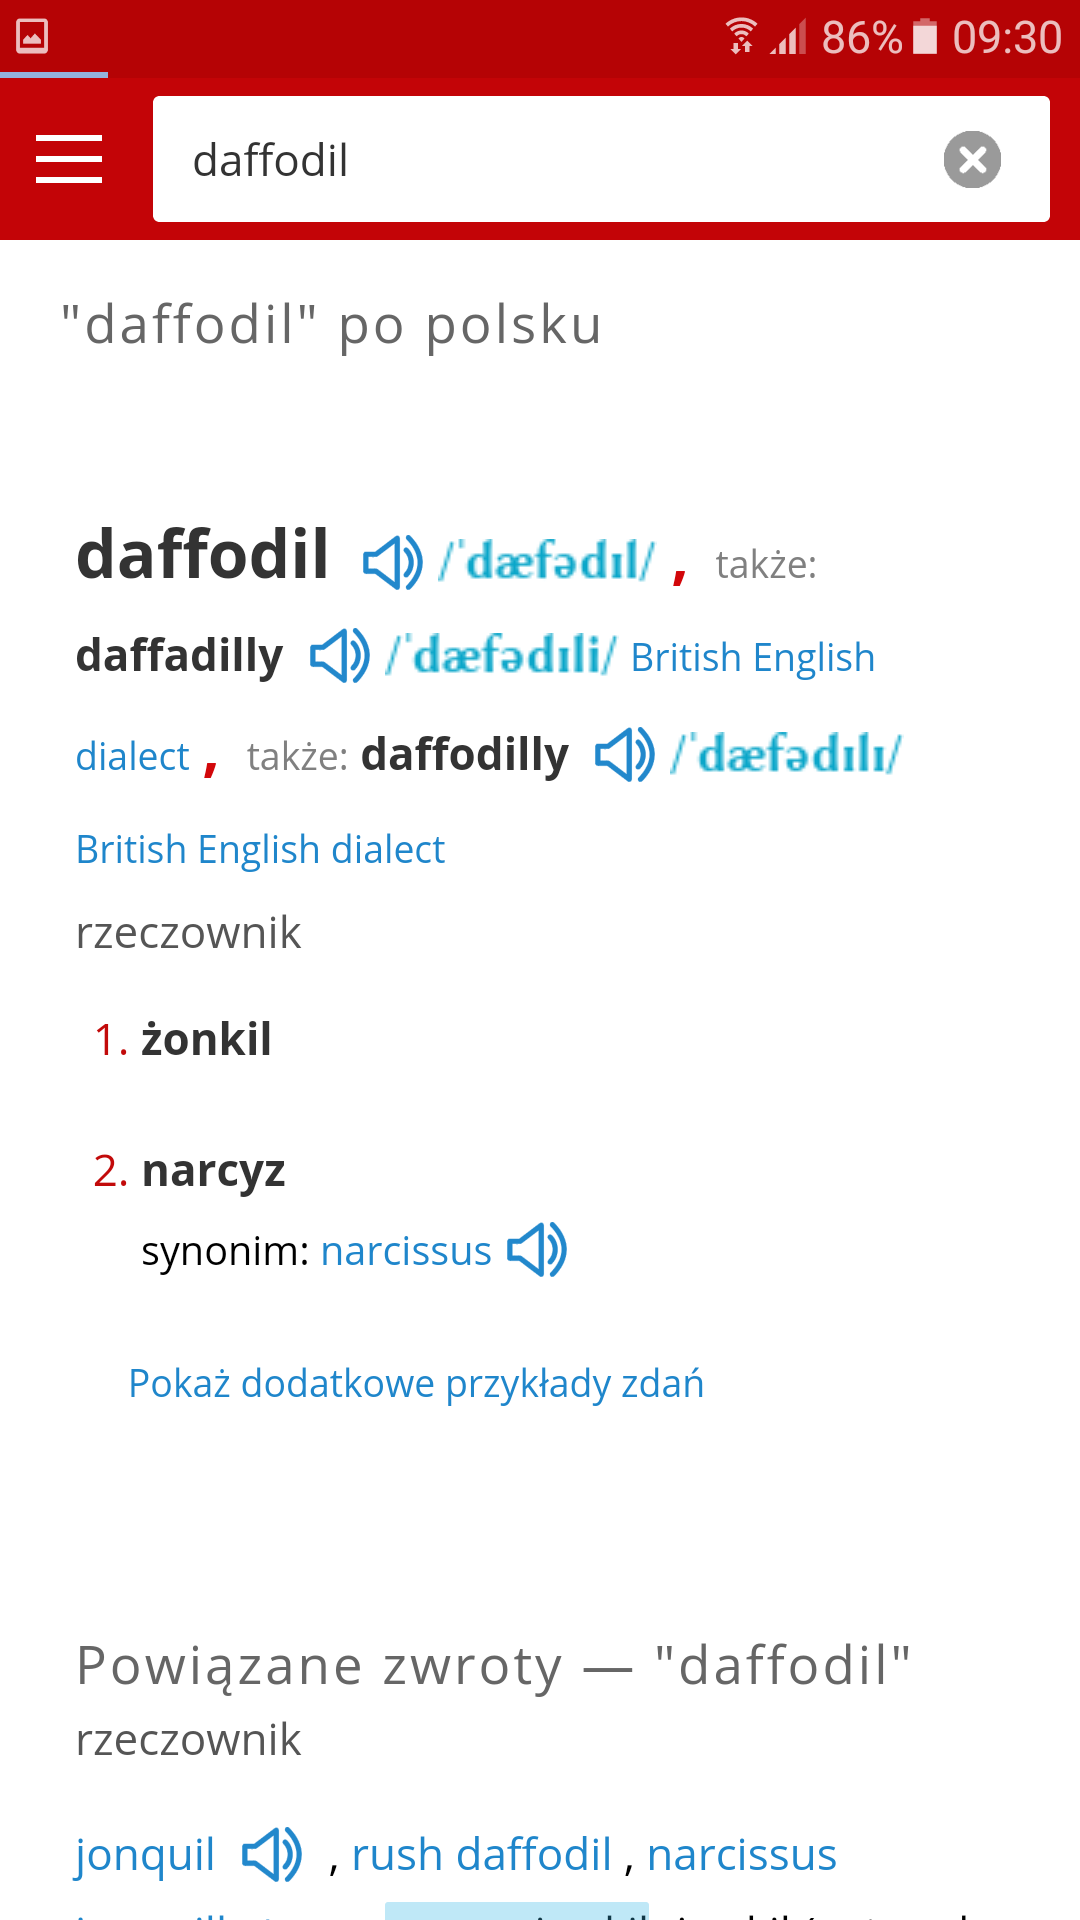 86% 09:30
daffodil
"daffodil" po polsku
daffodil /ˈdæfədɪl/ , także:
daffadilly /ˈdæfədɪli/ British English
dialect , także: daffodilly /ˈdæfədɪlɪ/
British English dialect
rzeczownik
1. żonkil
2. narcyz
synonim: narcissus
Pokaż dodatkowe przykłady zdań
Powiązane zwroty — "daffodil"
rzeczownik
jonquil , rush daffodil , narcissus